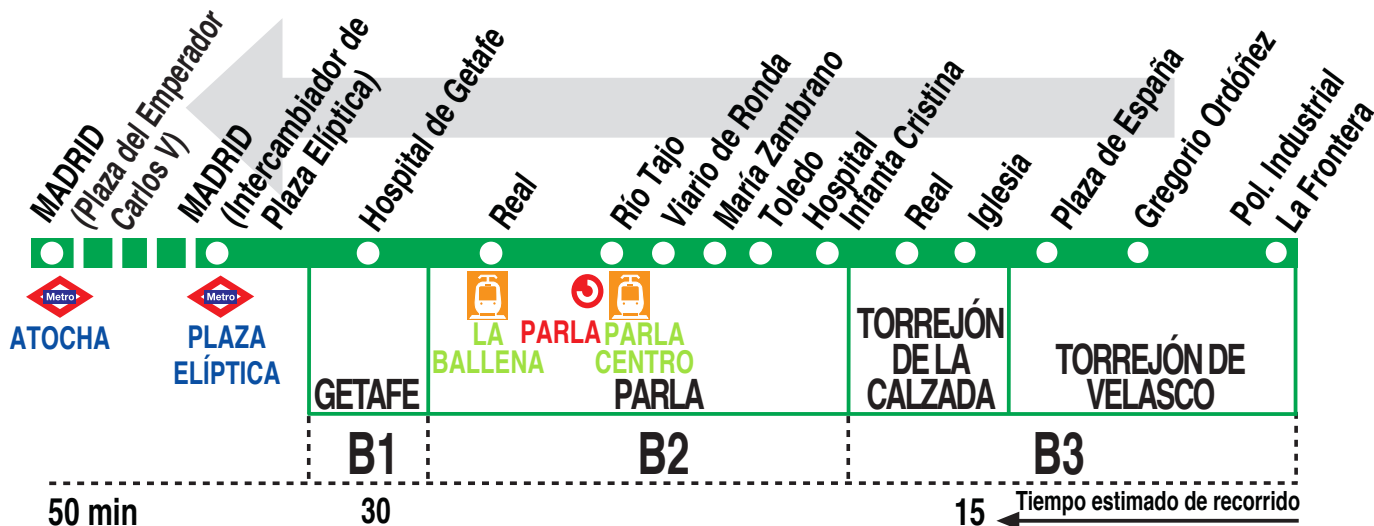 MADRID
(Plaza del Emperador
Carlos V)
MADRID
(Intercambiador de
Plaza Elíptica)
Hospital de Getafe
Real
Río Tajo
Viario de Ronda
María Zambrano
Toledo
Hospital
Infanta Cristina
Real
Iglesia
Plaza de España
Gregorio Ordóñez
Pol. Industrial
La Frontera
Metro
ATOCHA
Metro
PLAZA
ELÍPTICA
LA
BALLENA
PARLA
PARLA
CENTRO
GETAFE
PARLA
TORREJÓN
DE LA
CALZADA
TORREJÓN DE
VELASCO
B1
B2
B3
50 min
30
15
Tiempo estimado de recorrido